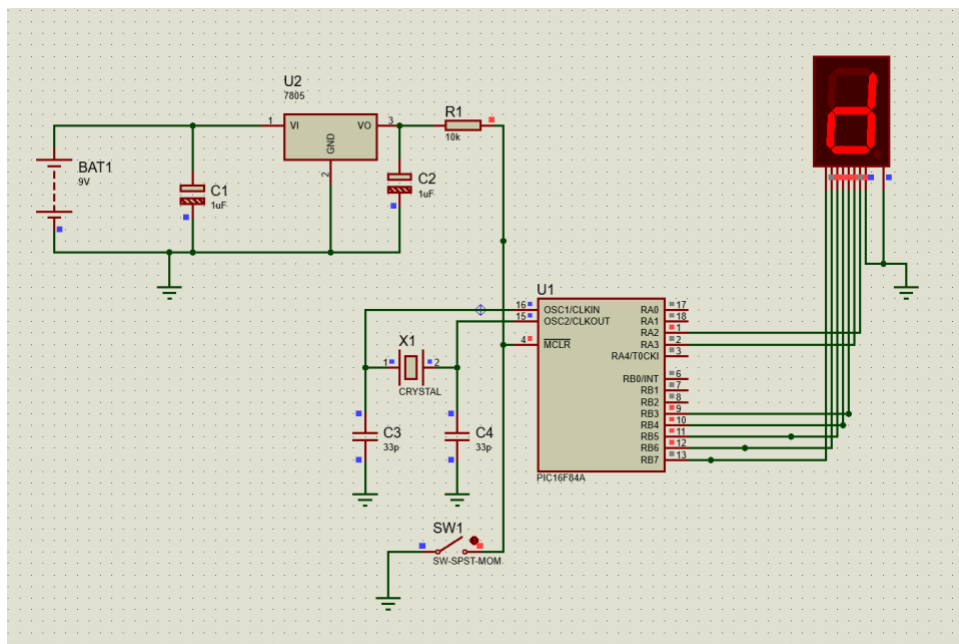 U2
7805
1
VI
VO
3
GND
2
R1
10k
BAT1
9V
C1
1uF
C2
1uF
d
U1
16
OSC1/CLKIN
15
OSC2/CLKOUT
4
MCLR
RA0
17
RA1
18
RA2
1
RA3
2
RA4/T0CKI
3
RB0/INT
6
RB1
7
RB2
8
RB3
9
RB4
10
RB5
11
RB6
12
RB7
13
PIC16F84A
X1
1
2
CRYSTAL
C3
33p
C4
33p
SW1
SW-SPST-MOM